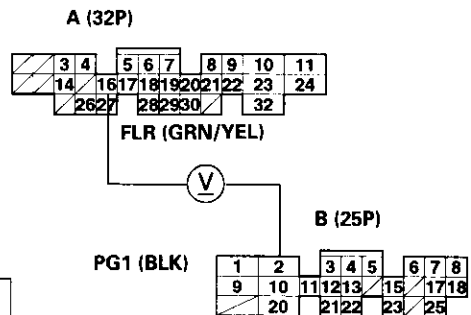 A (32P)
3 4 5 6 7 8 9 10 11
14 16 17 18 19 20 21 22 23 24
26 27 28 29 30 32
FLR (GRN/YEL)
V
B (25P)
PG1 (BLK)
1 2 3 4 5 6 7 8
9 10 11 12 13 15 17 18
20 21 22 23 25